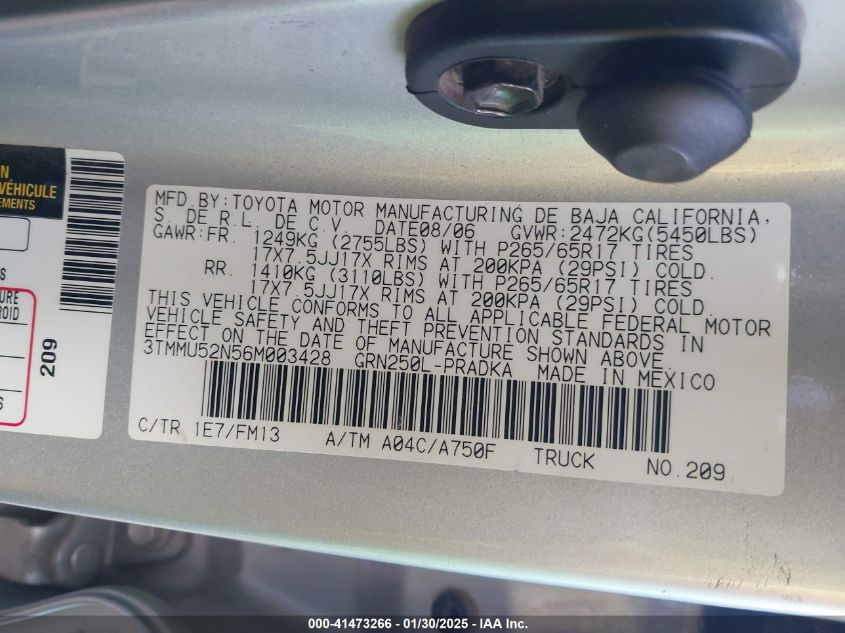 ON
VÉHICULE
EMENTS
S
URE
ROID
S
209
MFD.BY:TOYOTA MOTOR MANUFACTURING DE BAJA CALIFORNIA,
S. DE R.L. DE C.V. DATE08/06 GVWR:2472KG(5450LBS)
GAWR:FR. 1249KG (2755LBS) WITH P265/65R17 TIRES
17X7.5JJ17X RIMS AT 200KPA (29PSI) COLD.
RR. 1410KG (3110LBS) WITH P265/65R17 TIRES
17X7.5JJ17X RIMS AT 200KPA (29PSI) COLD.
THIS VEHICLE CONFORMS TO ALL APPLICABLE FEDERAL MOTOR
VEHICLE SAFETY AND THEFT PREVENTION STANDARDS IN
EFFECT ON THE DATE OF MANUFACTURE SHOWN ABOVE.
3TMMU52N56M003428 GRN250L-PRADKA MADE IN MEXICO
C/TR 1E7/FM13 A/TM A04C/A750F TRUCK NO.209
000-41473266 - 01/30/2025 - IAA, Inc.